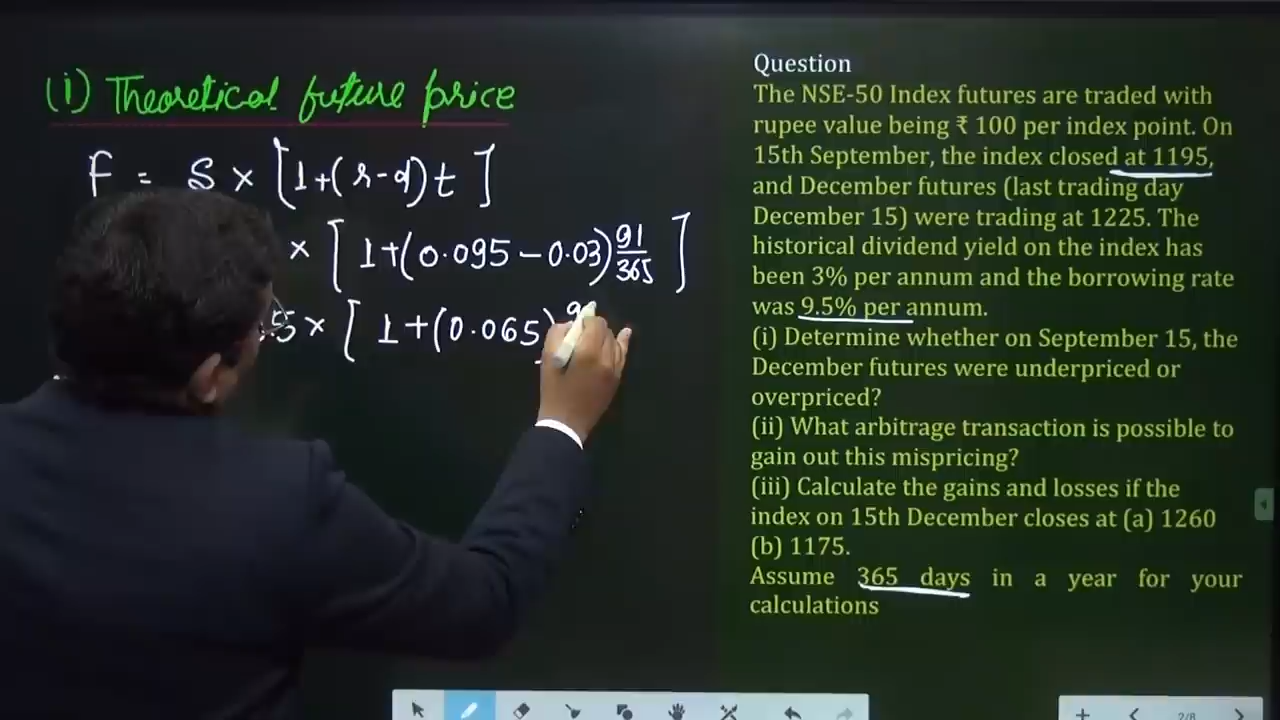 (i) Theoretical future price
F = S × [1+(r-d)t]
× [1+(0.095-0.03)91/365]
55 × [1+(0.065)9
Question
The NSE-50 Index futures are traded with
rupee value being ₹ 100 per index point. On
15th September, the index closed at 1195,
and December futures (last trading day
December 15) were trading at 1225. The
historical dividend yield on the index has
been 3% per annum and the borrowing rate
was 9.5% per annum.
(i) Determine whether on September 15, the
December futures were underpriced or
overpriced?
(ii) What arbitrage transaction is possible to
gain out this mispricing?
(iii) Calculate the gains and losses if the
index on 15th December closes at (a) 1260
(b) 1175.
Assume 365 days in a year for your
calculations
2/8